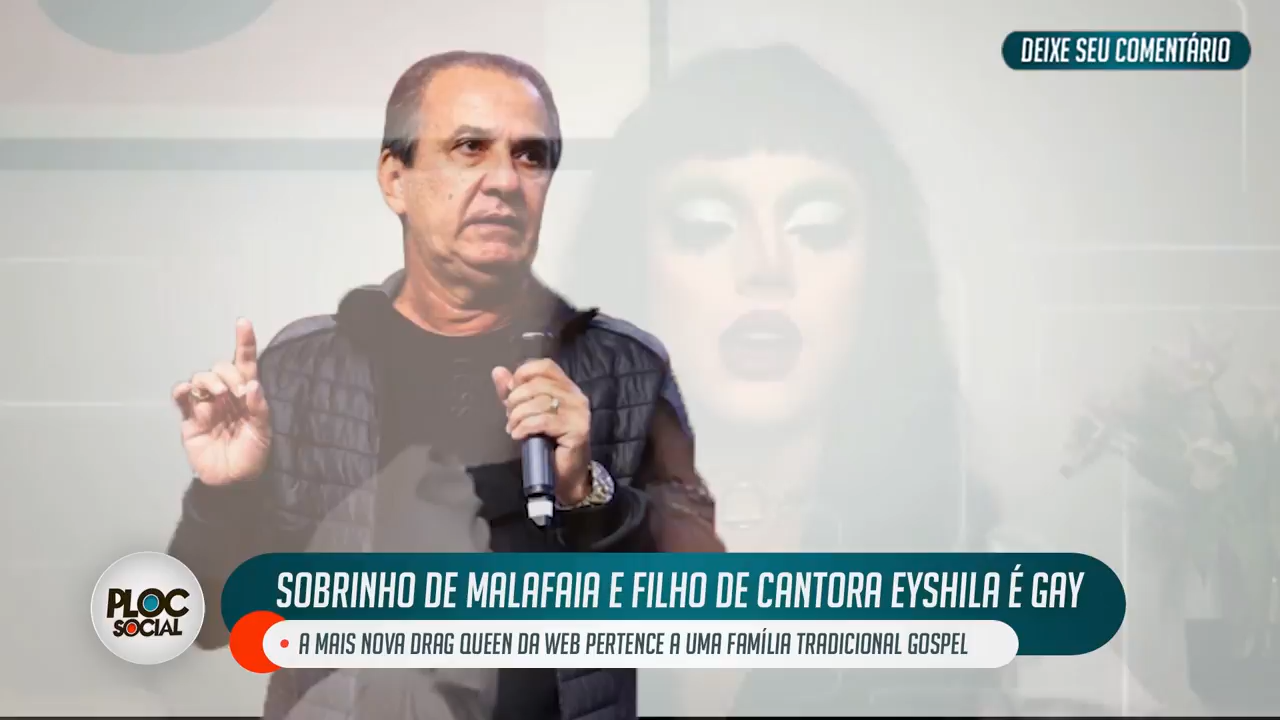 DEIXE SEU COMENTÁRIO
PLOC
SOCIAL
SOBRINHO DE MALAFAIA E FILHO DE CANTORA EYSHILA É GAY
A MAIS NOVA DRAG QUEEN DA WEB PERTENCE A UMA FAMÍLIA TRADICIONAL GOSPEL